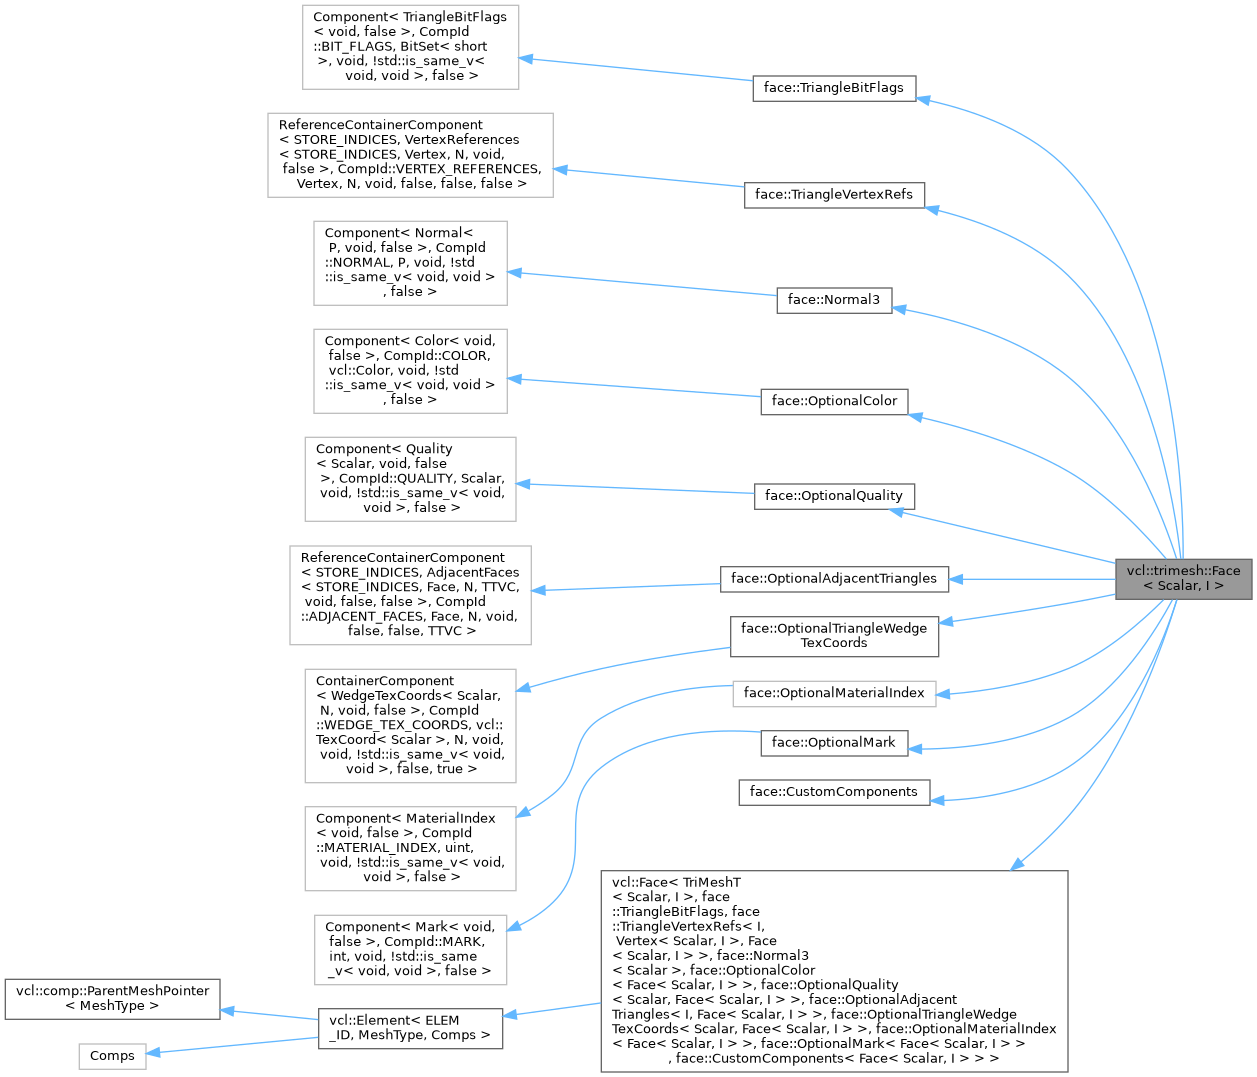 Component< TriangleBitFlags
< void, false >, CompId
::BIT_FLAGS, BitSet< short
>, void, !std::is_same_v<
void, void >, false >
face::TriangleBitFlags
ReferenceContainerComponent
< STORE_INDICES, VertexReferences
< STORE_INDICES, Vertex, N, void,
false >, CompId::VERTEX_REFERENCES,
Vertex, N, void, false, false, false >
face::TriangleVertexRefs
Component< Normal<
P, void, false >, CompId
::NORMAL, P, void, !std
::is_same_v< void, void >
, false >
face::Normal3
Component< Color< void,
false >, CompId::COLOR,
vcl::Color, void, !std
::is_same_v< void, void >
, false >
face::OptionalColor
Component< Quality
< Scalar, void, false
>, CompId::QUALITY, Scalar,
void, !std::is_same_v< void,
void >, false >
face::OptionalQuality
vcl::trimesh::Face
< Scalar, I >
ReferenceContainerComponent
< STORE_INDICES, AdjacentFaces
< STORE_INDICES, Face, N, TTVC,
void, false, false >, CompId
::ADJACENT_FACES, Face, N, void,
false, false, TTVC >
face::OptionalAdjacentTriangles
face::OptionalTriangleWedge
TexCoords
ContainerComponent
< WedgeTexCoords< Scalar,
N, void, false >, CompId
::WEDGE_TEX_COORDS, vcl::
TexCoord< Scalar >, N, void,
void, !std::is_same_v< void,
void >, false, true >
face::OptionalMaterialIndex
face::OptionalMark
face::CustomComponents
Component< MaterialIndex
< void, false >, CompId
::MATERIAL_INDEX, uint,
void, !std::is_same_v< void,
void >, false >
Component< Mark< void,
false >, CompId::MARK,
int, void, !std::is_same
_v< void, void >, false >
vcl::Face< TriMeshT
< Scalar, I >, face
::TriangleBitFlags, face
::TriangleVertexRefs< I,
Vertex< Scalar, I >, Face
< Scalar, I > >, face::Normal3
< Scalar >, face::OptionalColor
< Face< Scalar, I > >, face::OptionalQuality
< Scalar, Face< Scalar, I > >, face::OptionalAdjacent
Triangles< I, Face< Scalar, I > >, face::OptionalTriangleWedge
TexCoords< Scalar, Face< Scalar, I > >, face::OptionalMaterialIndex
< Face< Scalar, I > >, face::OptionalMark< Face< Scalar, I > >
, face::CustomComponents< Face< Scalar, I > > >
vcl::comp::ParentMeshPointer
< MeshType >
vcl::Element< ELEM
_ID, MeshType, Comps >
Comps